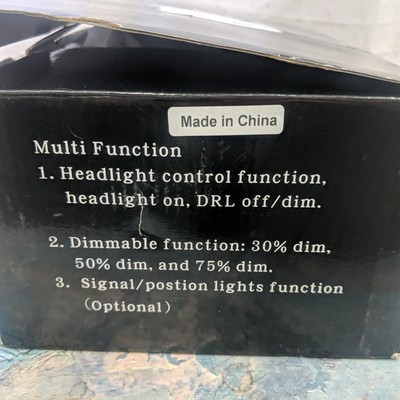 Made in China
Multi Function
1. Headlight control function,
headlight on, DRL off/dim.
2. Dimmable function: 30% dim,
50% dim, and 75% dim.
3. Signal/postion lights function
(Optional)